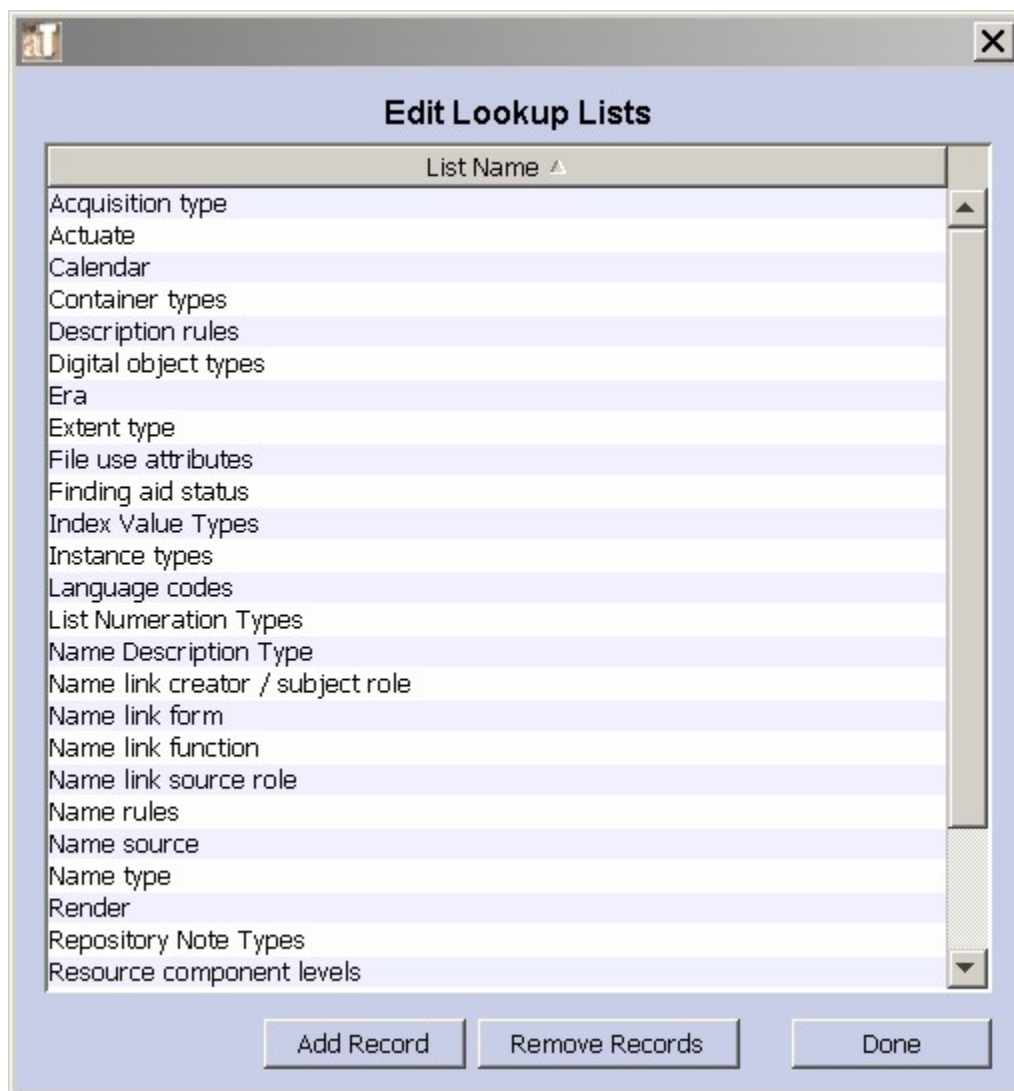 aT
Edit Lookup Lists
List Name
Acquisition type
Actuate
Calendar
Container types
Description rules
Digital object types
Era
Extent type
File use attributes
Finding aid status
Index Value Types
Instance types
Language codes
List Numeration Types
Name Description Type
Name link creator / subject role
Name link form
Name link function
Name link source role
Name rules
Name source
Name type
Render
Repository Note Types
Resource component levels
Add Record Remove Records Done